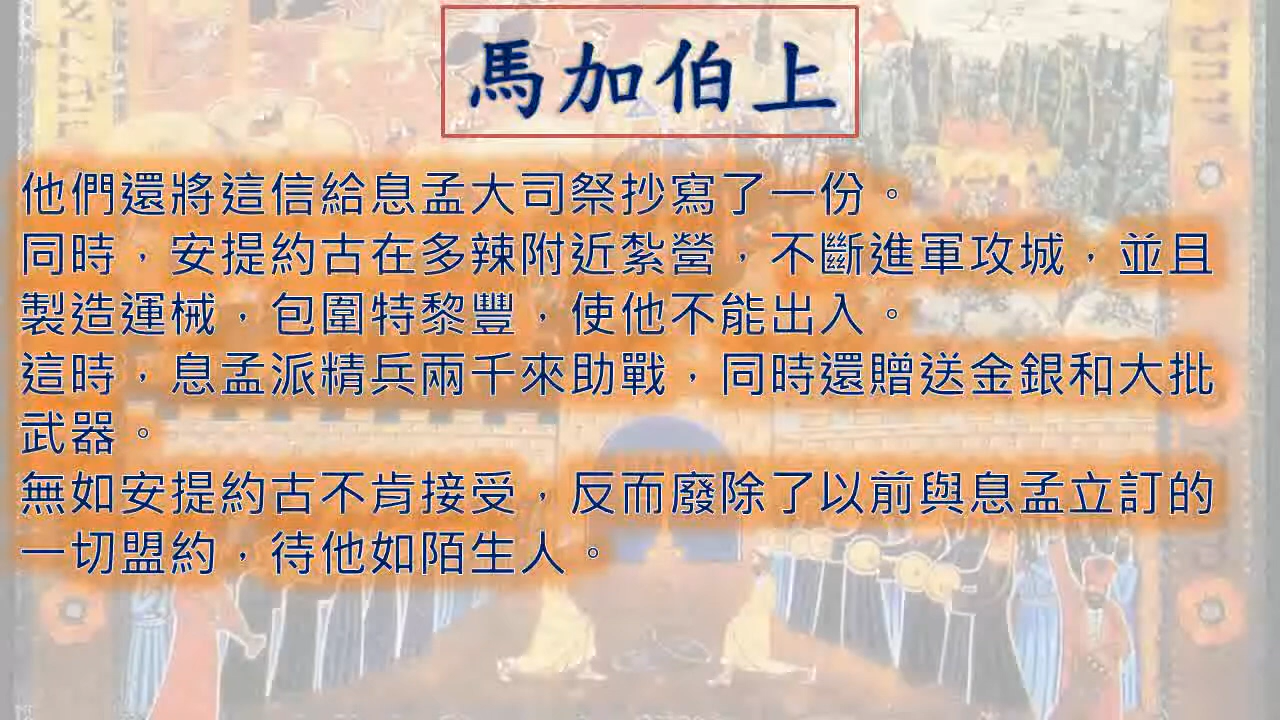 馬加伯上
他們還將這信給息孟大司祭抄寫了一份。
同時，安提約古在多辣附近紮營，不斷進軍攻城，並且
製造運械，包圍特黎豐，使他不能出入。
這時，息孟派精兵兩千來助戰，同時還贈送金銀和大批
武器。
無如安提約古不肯接受，反而廢除了以前與息孟立訂的
一切盟約，待他如陌生人。